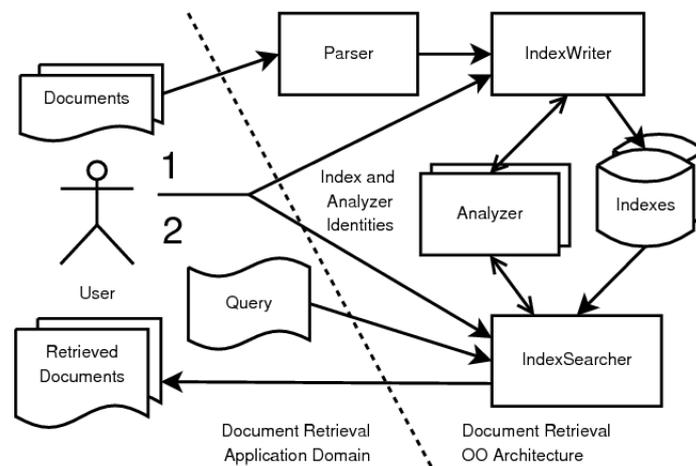 Parser
IndexWriter
Documents
1
Index and
Analyzer
Identities
Analyzer
Indexes
2
User
Query
Retrieved
Documents
IndexSearcher
Document Retrieval
Application Domain
Document Retrieval
OO Architecture